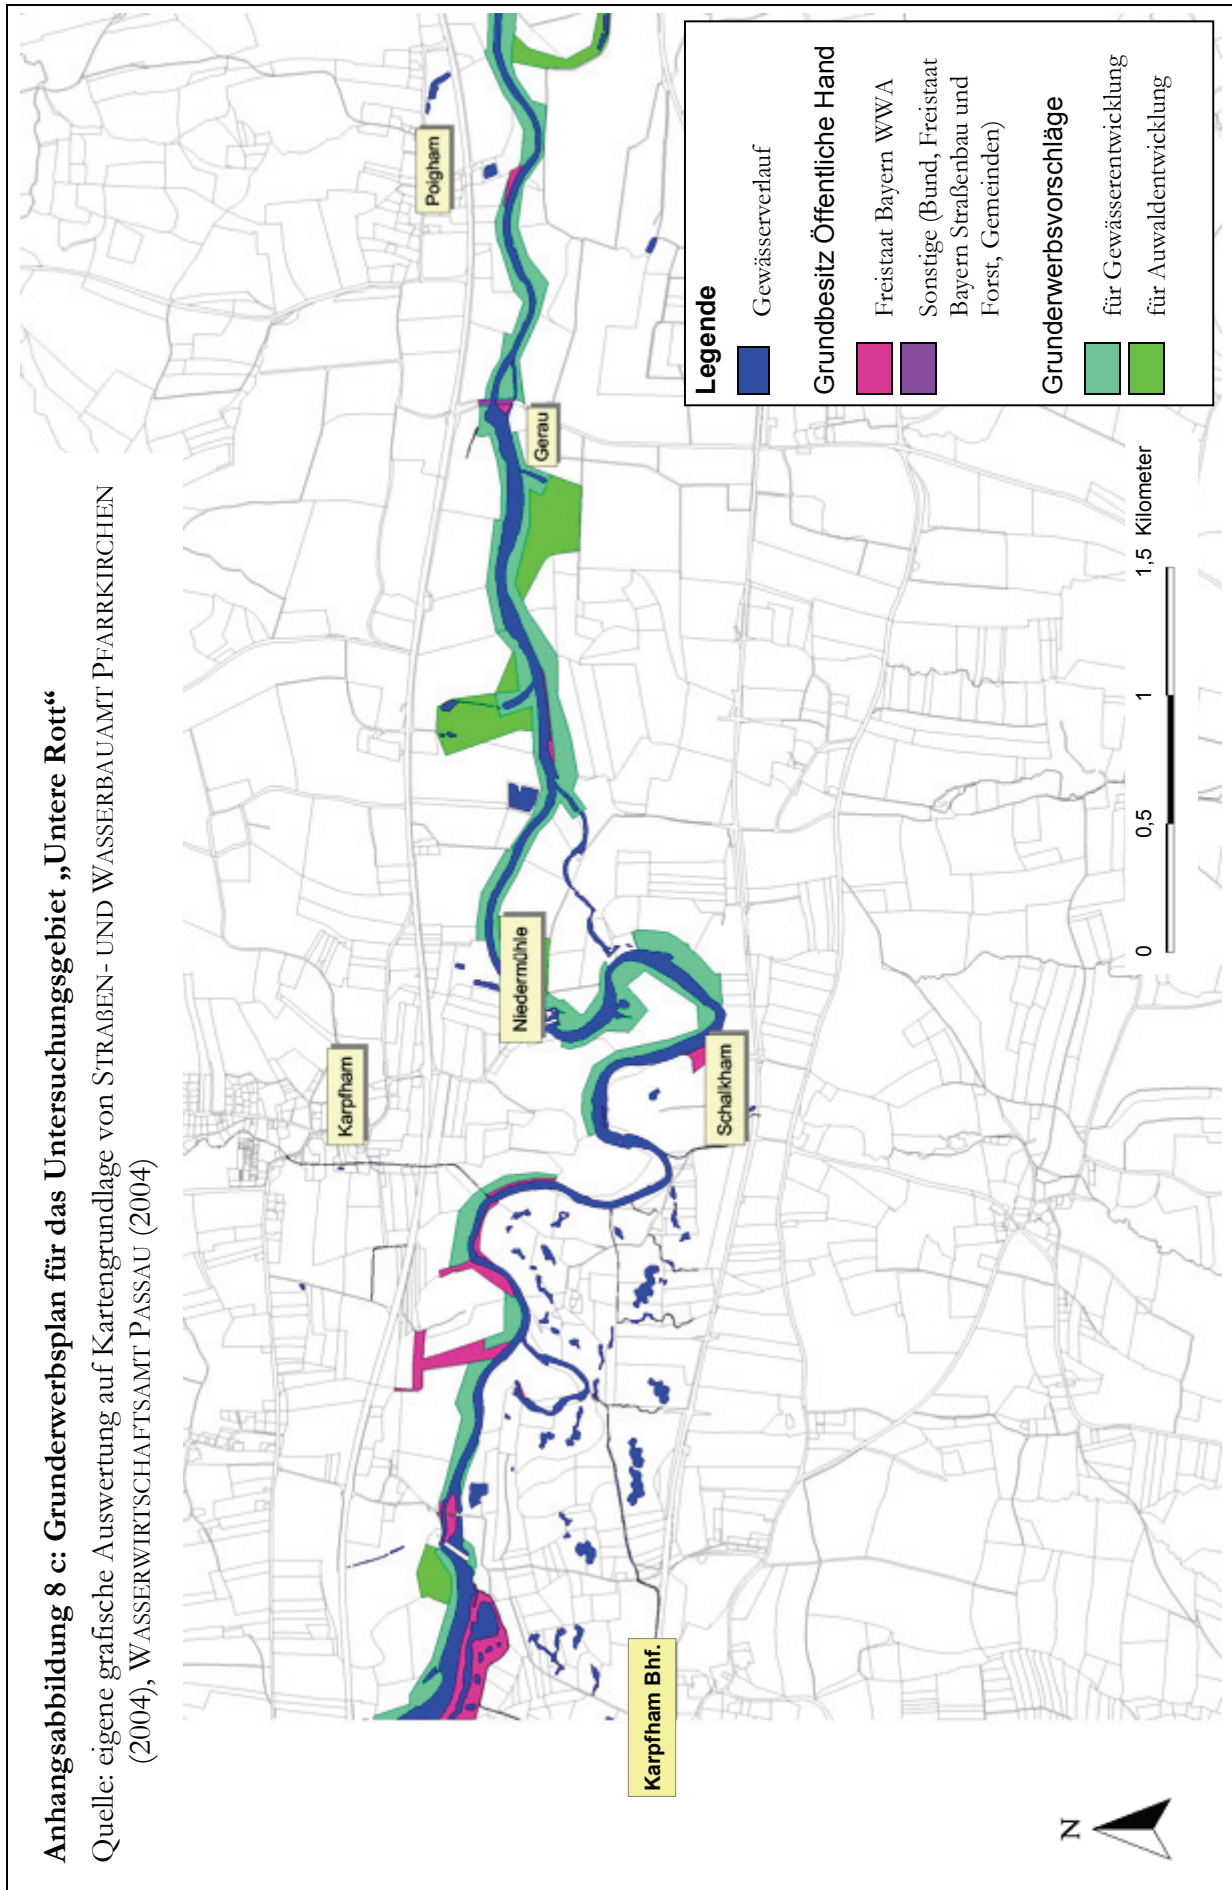 Anhangsabbildung 8 c: Grunderwerbsplan für das Untersuchungsgebiet „Untere Rott“
Quelle: eigene grafische Auswertung auf Kartengrundlage von STRAßEN- UND WASSERBAUAMT PFARRKIRCHEN
(2004), WASSERWIRTSCHAFTSAMT PASSAU (2004)
Karpfham
Poigham
Niedermühle
Gerau
Karpfham Bhf.
Schalkham
Legende
Gewässerverlauf
Grundbesitz Öffentliche Hand
Freistaat Bayern WWA
Sonstige (Bund, Freistaat
Bayern Straßenbau und
Forst, Gemeinden)
Grunderwerbsvorschläge
für Gewässerentwicklung
für Auwaldentwicklung
0 0,5 1 1,5 Kilometer
N